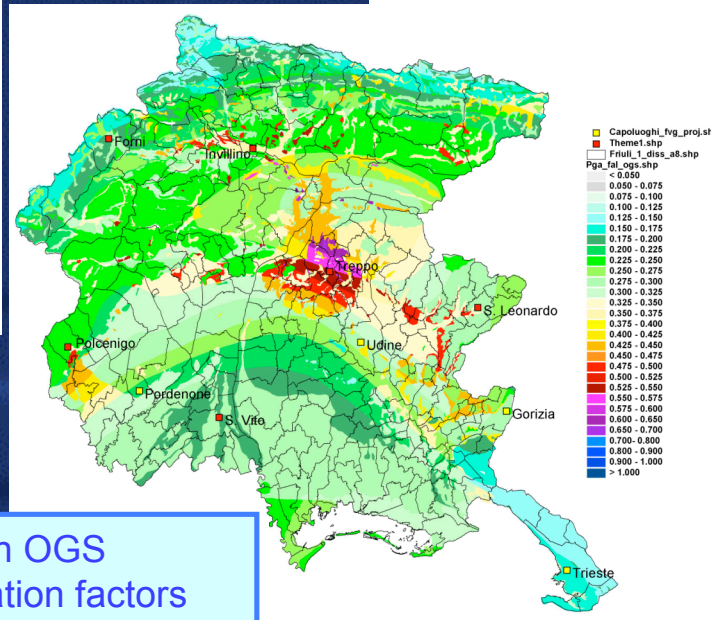 Forni
Invillino
Treppo
S. Leonardo
Polcenigo
Udine
Pordenone
S. Vito
Gorizia
Trieste
Capoluoghi_fvg_proj.sh
Theme1.shp
Friuli_1_diss_a8.shp
Pga_fal_ogs.shp
< 0.050
0.050 - 0.075
0.075 - 0.100
0.100 - 0.125
0.125 - 0.150
0.150 - 0.175
0.175 - 0.200
0.200 - 0.225
0.225 - 0.250
0.250 - 0.275
0.275 - 0.300
0.300 - 0.325
0.325 - 0.350
0.350 - 0.375
0.375 - 0.400
0.400 - 0.425
0.425 - 0.450
0.450 - 0.475
0.475 - 0.500
0.500 - 0.525
0.525 - 0.550
0.550 - 0.575
0.575 - 0.600
0.600 - 0.650
0.650 - 0.700
0.700- 0.800
0.800 - 0.900
0.900 - 1.000
> 1.000
OGS
factors